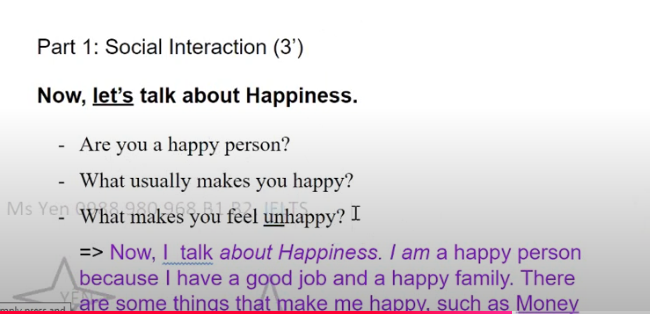 Part 1: Social Interaction (3’)
Now, let’s talk about Happiness.
- Are you a happy person?
- What usually makes you happy?
Ms Yen 0988 980 968 B1 B2 IELTS
- What makes you feel unhappy?
=> Now, I talk about Happiness. I am a happy person
because I have a good job and a happy family. There
are some things that make me happy, such as Money